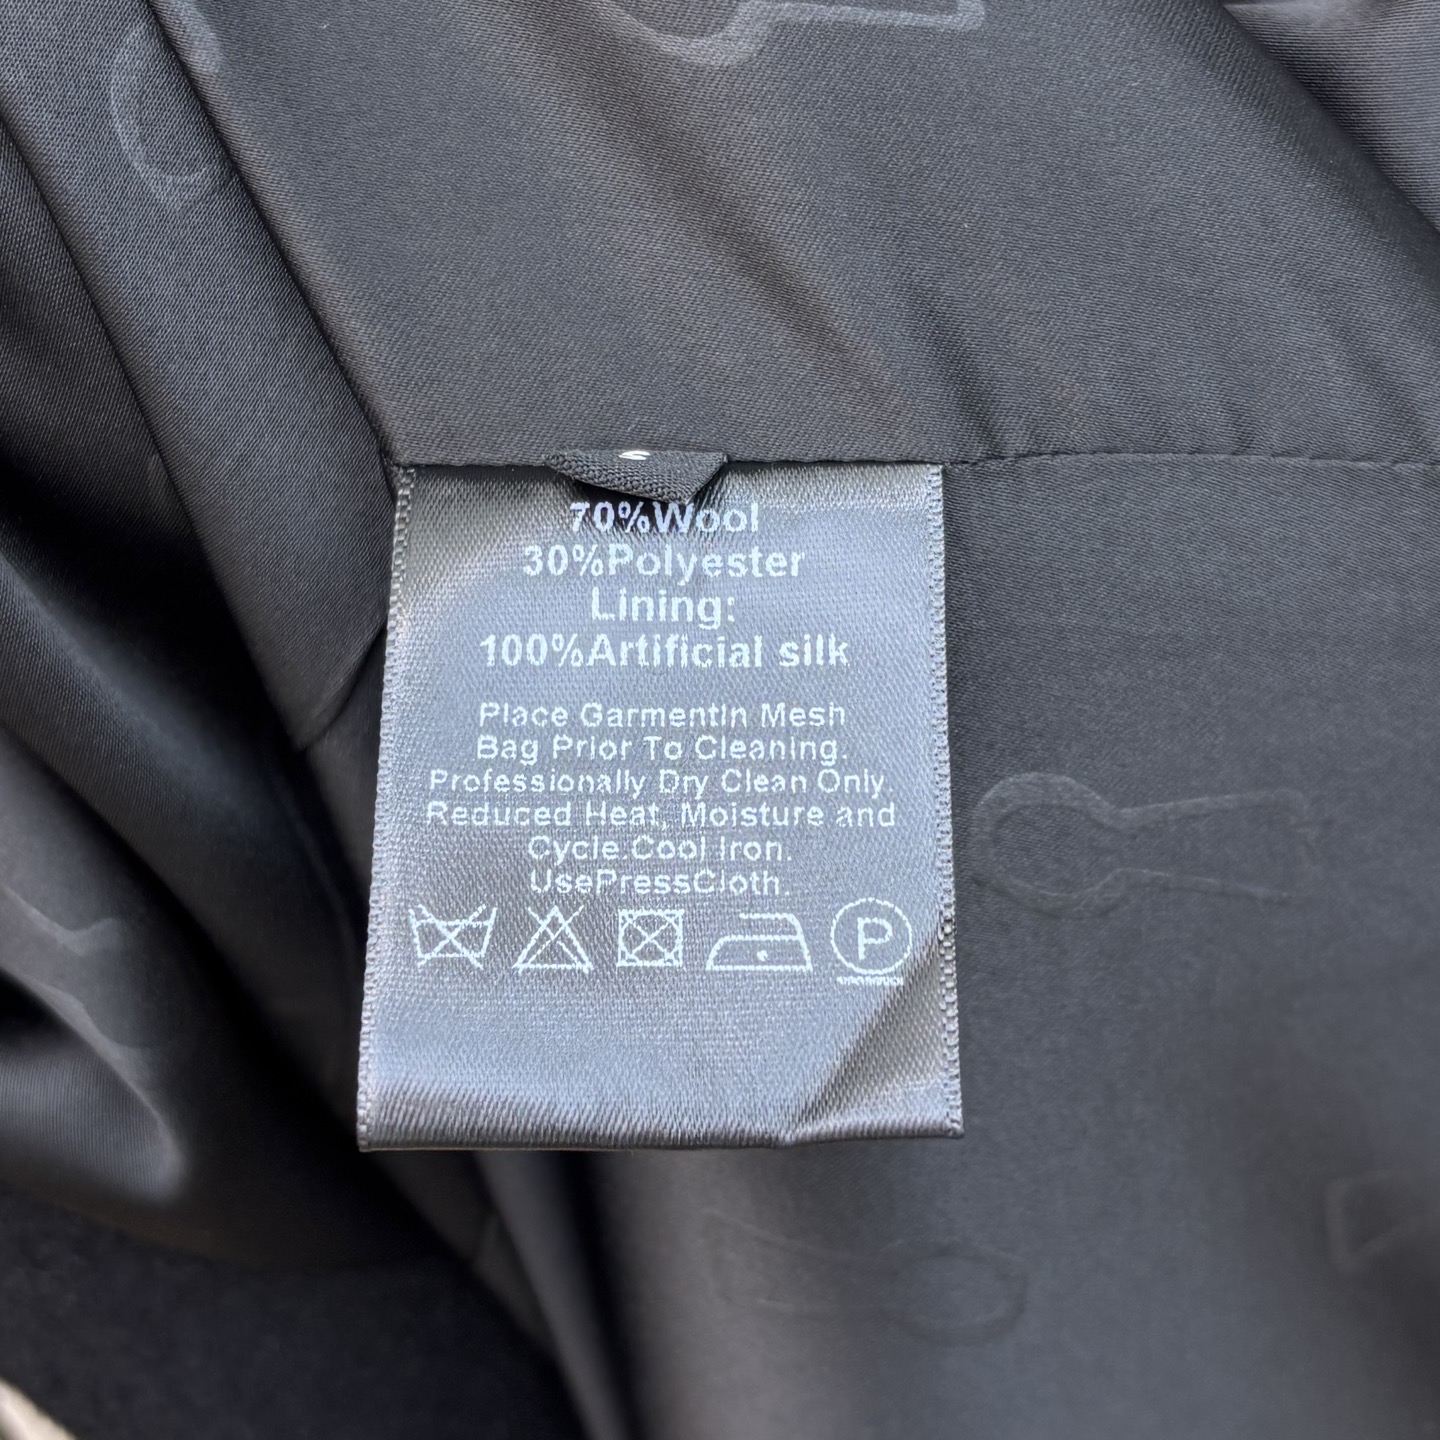 70%Wool
30%Polyester
Lining:
100%Artificial silk
Place GarmentIn Mesh
Bag Prior To Cleaning.
Professionally Dry Clean Only.
Reduced Heat, Moisture and
Cycle.Cool Iron.
UsePressCloth.
P